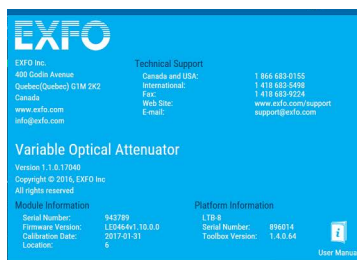 EXFO
EXFO Inc.
400 Godin Avenue
Quebec(Quebec) G1M 2K2
Canada
www.exfo.com
info@exfo.com
Technical Support
Canada and USA: 1 866 683-0155
International: 1 418 683-5498
Fax: 1 418 683-9224
Web Site: www.exfo.com/support
E-mail: support@exfo.com
Variable Optical Attenuator
Version 1.1.0.17040
Copyright © 2016, EXFO Inc
All rights reserved
Module Information
Serial Number: 943789
Firmware Version: LE0464v1.10.0.0
Calibration Date: 2017-01-31
Location: 6
Platform Information
LTB-8
Serial Number: 896014
Toolbox Version: 1.4.0.64
i
User Manua